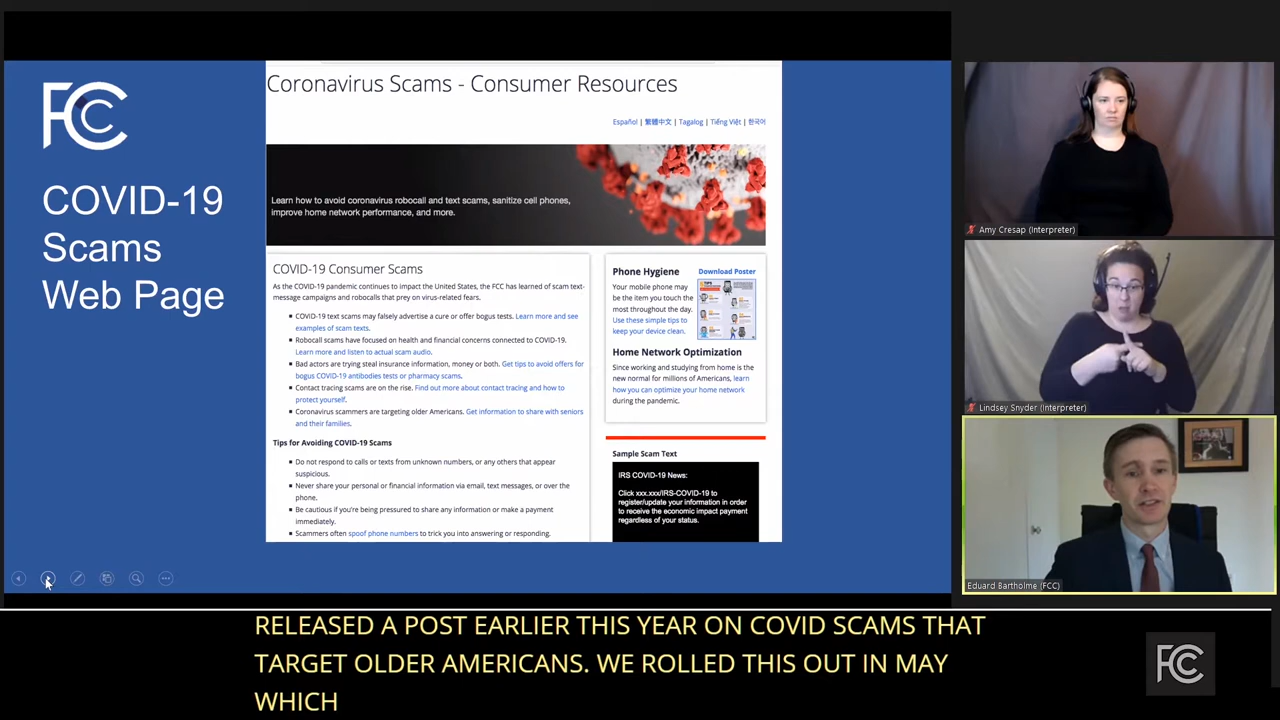 FCC
COVID-19
Scams
Web Page
Coronavirus Scams - Consumer Resources
Español | 繁體中文 | Tagalog | Tiếng Việt | 한국어
Learn how to avoid coronavirus robocall and text scams, sanitize cell phones,
improve home network performance, and more.
COVID-19 Consumer Scams
As the COVID-19 pandemic continues to impact the United States, the FCC has learned of scam text-
message campaigns and robocalls that prey on virus-related fears.
COVID-19 text scams may falsely advertise a cure or offer bogus tests. Learn more and see
examples of scam texts.
Robocall scams have focused on health and financial concerns connected to COVID-19.
Learn more and listen to actual scam audio.
Bad actors are trying steal insurance information, money or both. Get tips to avoid offers for
bogus COVID-19 antibodies tests or pharmacy scams.
Contact tracing scams are on the rise. Find out more about contact tracing and how to
protect yourself.
Coronavirus scammers are targeting older Americans. Get information to share with seniors
and their families.
Tips for Avoiding COVID-19 Scams
Do not respond to calls or texts from unknown numbers, or any others that appear
suspicious.
Never share your personal or financial information via email, text messages, or over the
phone.
Be cautious if you're being pressured to share any information or make a payment
immediately.
Scammers often spoof phone numbers to trick you into answering or responding.
Phone Hygiene Download Poster
Your mobile phone may
be the item you touch the
most throughout the day.
Use these simple tips to
keep your device clean.
Home Network Optimization
Since working and studying from home is the
new normal for millions of Americans, learn
how you can optimize your home network
during the pandemic.
Sample Scam Text
IRS COVID-19 News:
Click xxx.xxx/IRS-COVID-19 to
register/update your information in order
to receive the economic impact payment
regardless of your status.
Amy Cresap (Interpreter)
Lindsey Snyder (Interpreter)
Eduard Bartholme (FCC)
RELEASED A POST EARLIER THIS YEAR ON COVID SCAMS THAT
TARGET OLDER AMERICANS. WE ROLLED THIS OUT IN MAY
WHICH
FCC